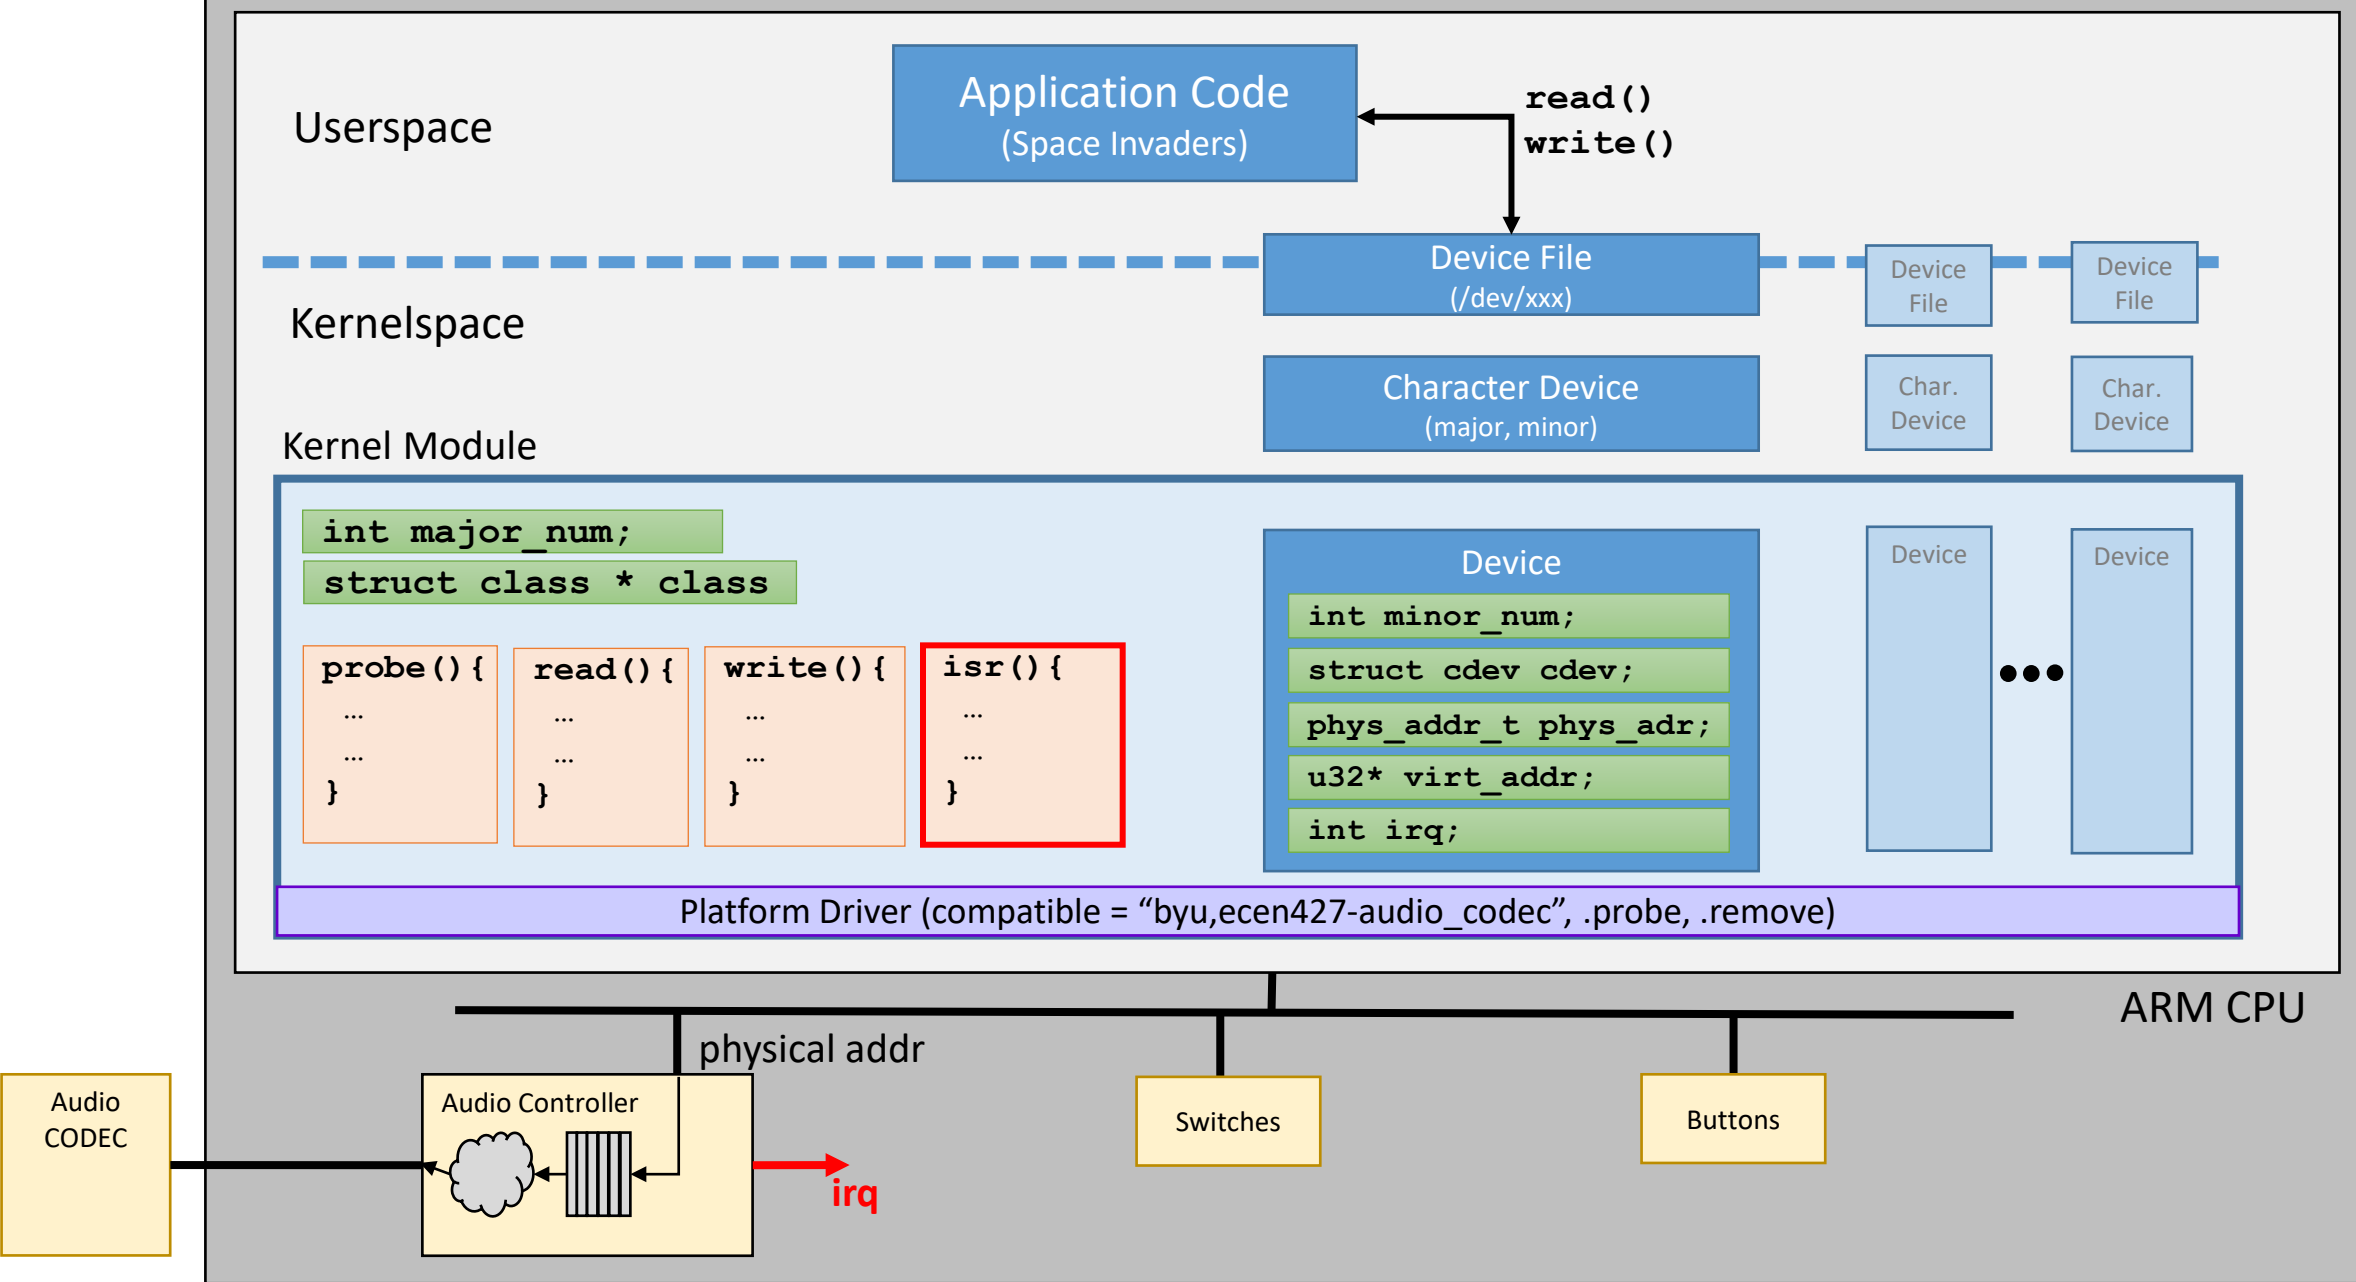 Userspace
Application Code
(Space Invaders)
read()
write()
Device File
(/dev/xxx)
Device
File
Device
File
Kernelspace
Character Device
(major, minor)
Char.
Device
Char.
Device
Kernel Module
int major_num;
struct class * class
probe(){
...
...
}
read(){
...
...
}
write(){
...
...
}
isr(){
...
...
}
Device
int minor_num;
struct cdev cdev;
phys_addr_t phys_adr;
u32* virt_addr;
int irq;
Device
Device
Platform Driver (compatible = “byu,ecen427-audio_codec”, .probe, .remove)
ARM CPU
physical addr
Audio
CODEC
Audio Controller
irq
Switches
Buttons